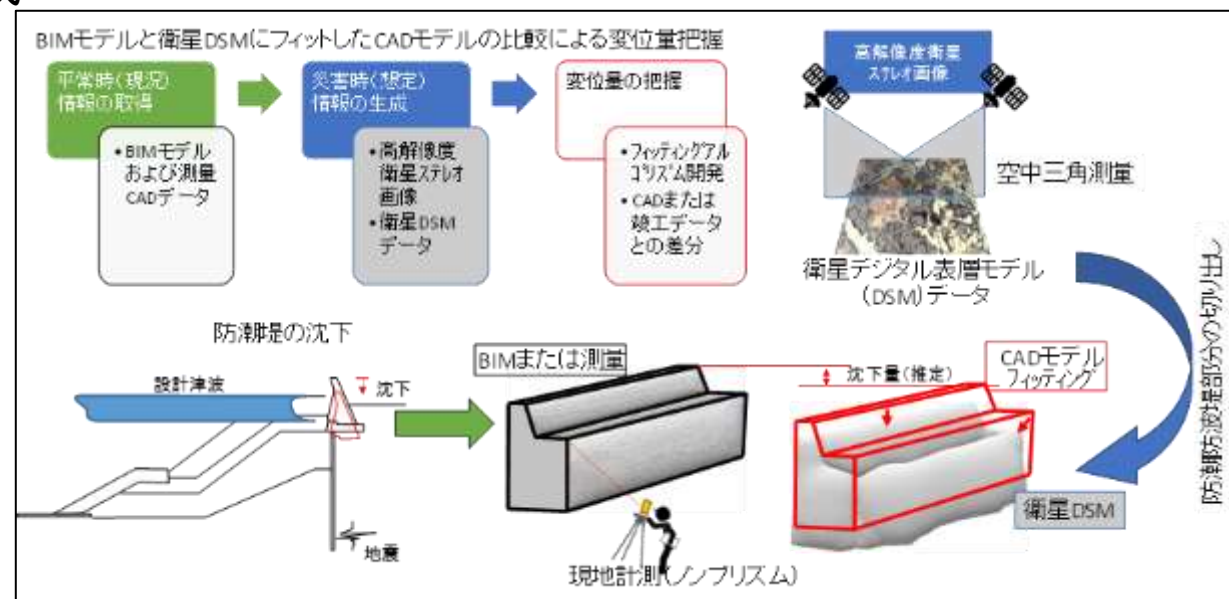 BIMモデルと衛星DSMにフィットしたCADモデルの比較による変位量把握
平常時(現況)
情報の取得
•BIMモデル
および測量
CADデータ
災害時(想定)
情報の生成
•高解像度
衛星ステレオ
画像
•衛星DSM
データ
変位量の把握
•フィッティングアル
ゴリズム開発
•CADまたは
竣工データ
との差分
高解像度衛星
ステレオ画像
空中三角測量
衛星デジタル表層モデル
(DSM)データ
防潮防波堤部分の切り出し
防潮堤の沈下
設計津波
沈下
地震
BIMまたは測量
現地計測(ノンプリズム)
沈下量(推定)
CADモデル
フィッティング
衛星DSM